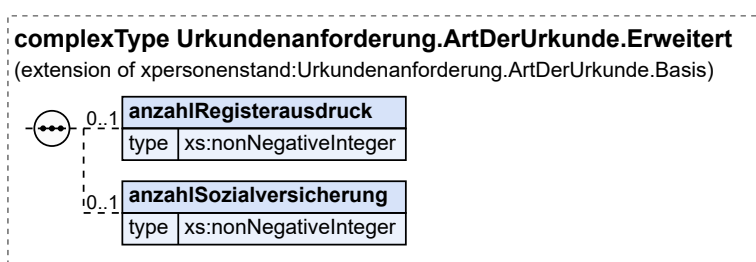 complexType Urkundenanforderung.ArtDerUrkunde.Erweitert
(extension of xpersonenstand:Urkundenanforderung.ArtDerUrkunde.Basis)
0..1 anzahlRegisterausdruck
type xs:nonNegativeInteger
0..1 anzahlSozialversicherung
type xs:nonNegativeInteger